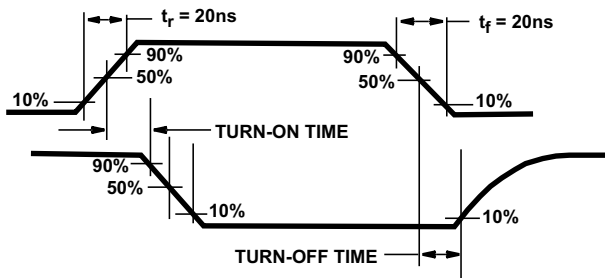 tr = 20ns
tf = 20ns
90%
90%
50%
50%
10%
10%
TURN-ON TIME
90%
50%
10%
10%
TURN-OFF TIME